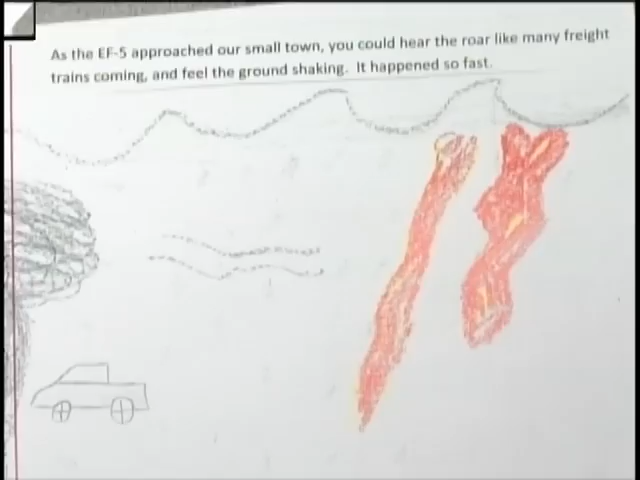 As the EF-5 approached our small town, you could hear the roar like many freight
trains coming, and feel the ground shaking.  It happened so fast.